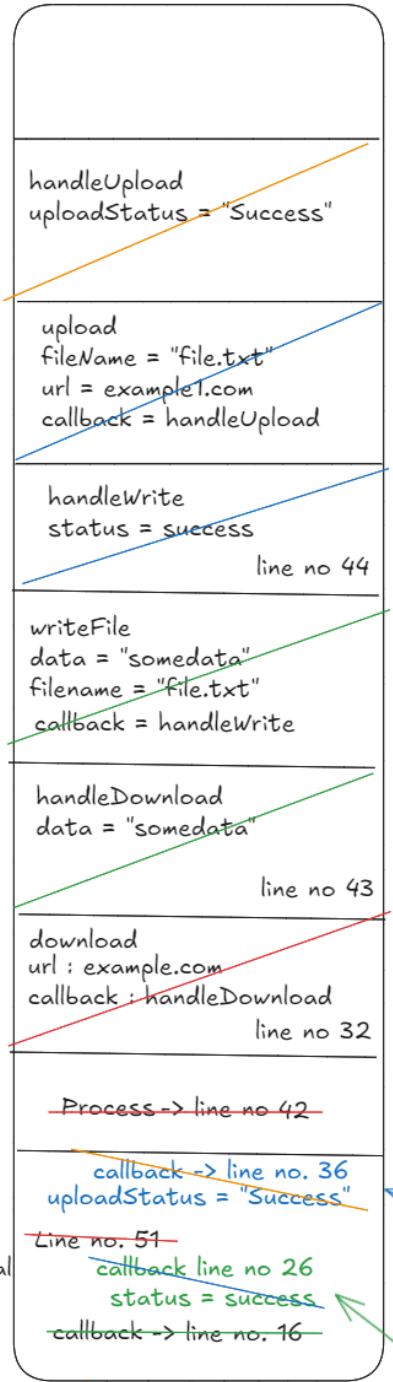 handleUpload
uploadStatus = "Success"
upload
fileName = "file.txt"
url = example1.com
callback = handleUpload
handleWrite
status = success
line no 44
writeFile
data = "somedata"
filename = "file.txt"
callback = handleWrite
handleDownload
data = "somedata"
line no 43
download
url : example.com
callback : handleDownload
line no 32
Process -> line no 42
callback -> line no. 36
uploadStatus = "Success"
Line no. 51
al
callback line no 26
status = success
callback -> line no. 16